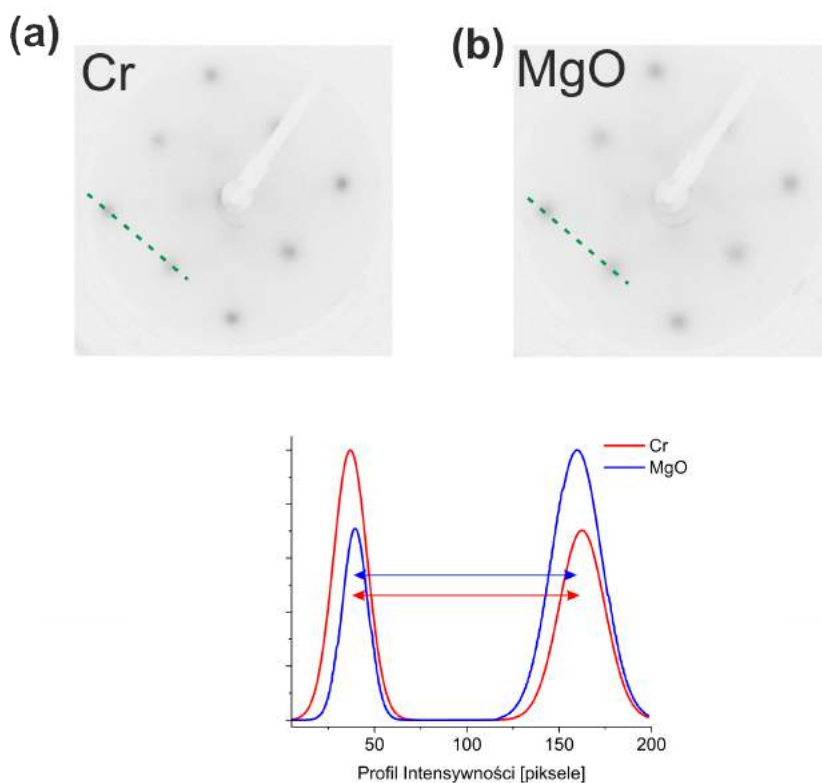 (a)
Cr
(b)
MgO
Cr
MgO
50
100
150
200
Profil Intensywności [piksele]